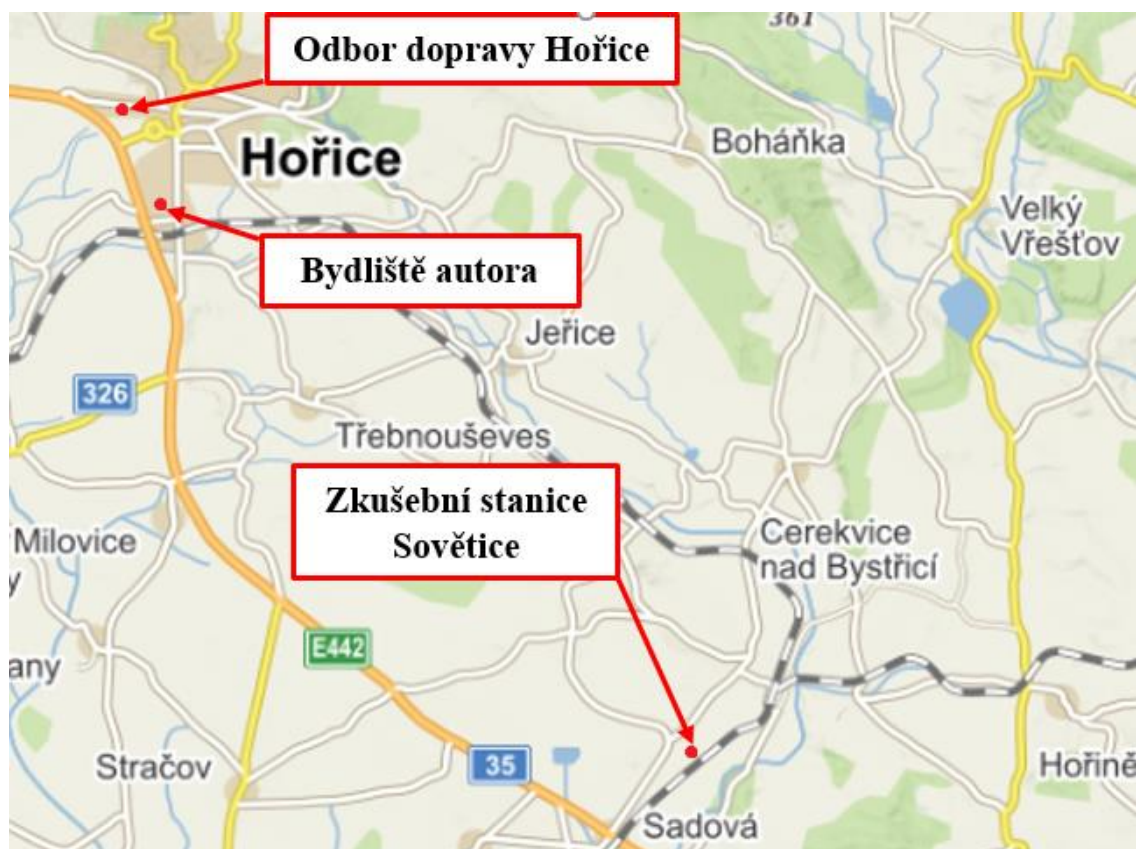 361
Odbor dopravy Hořice
Hořice
Boháňka
Velký
Vřešťov
Bydliště autora
Jeřice
326
Třebnouševes
Zkušební stanice
Sovětice
Milovice
y
Cerekvice
nad Bystřicí
any
E442
Stračov
35
Hořině
Sadová